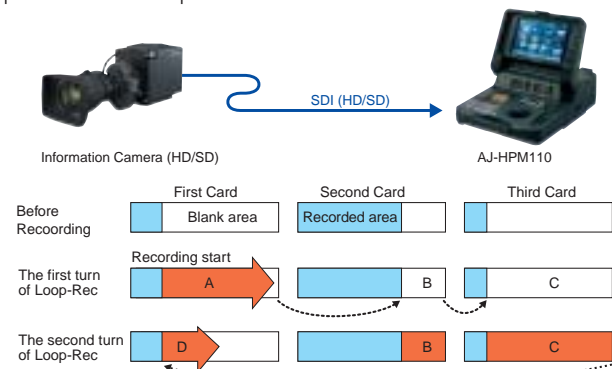 SDI (HD/SD)
Information Camera (HD/SD)
AJ-HPM110
First Card
Second Card
Third Card
Before
Recoording
Blank area
Recorded area
Recording start
The first turn
of Loop-Rec
A
B
C
The second turn
of Loop-Rec
D
B
C